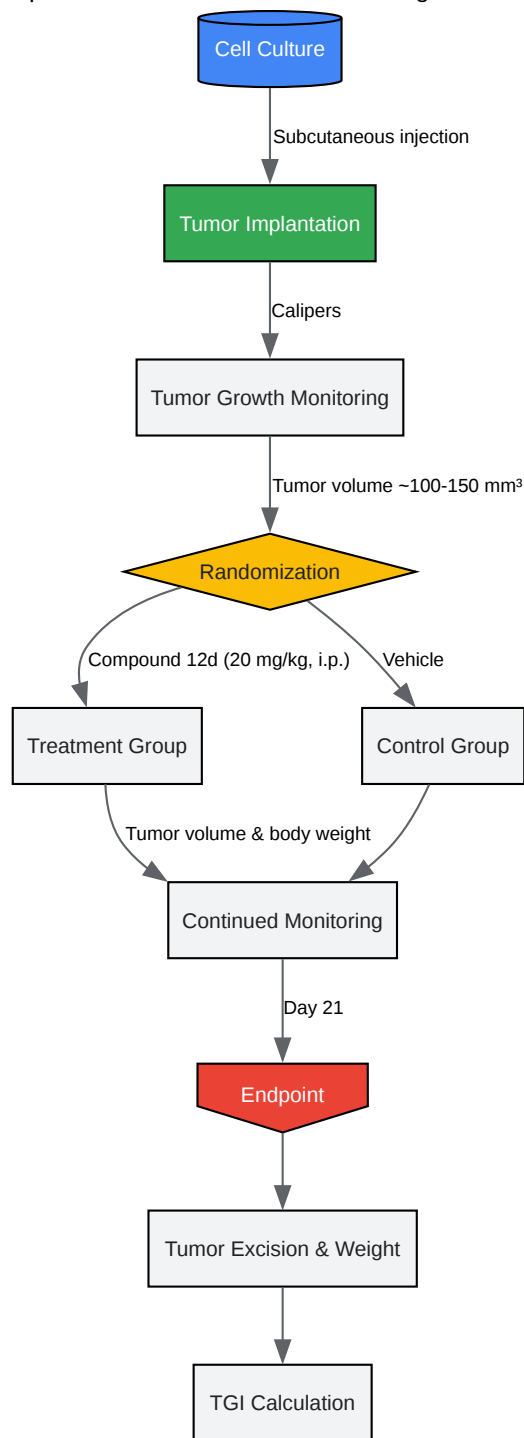 Cell Culture
Subcutaneous injection
Tumor Implantation
Calipers
Tumor Growth Monitoring
Tumor volume ~100-150 mm³
Randomization
Compound 12d (20 mg/kg, i.p.)
Vehicle
Treatment Group
Control Group
Tumor volume & body weight
Continued Monitoring
Day 21
Endpoint
Tumor Excision & Weight
TGI Calculation